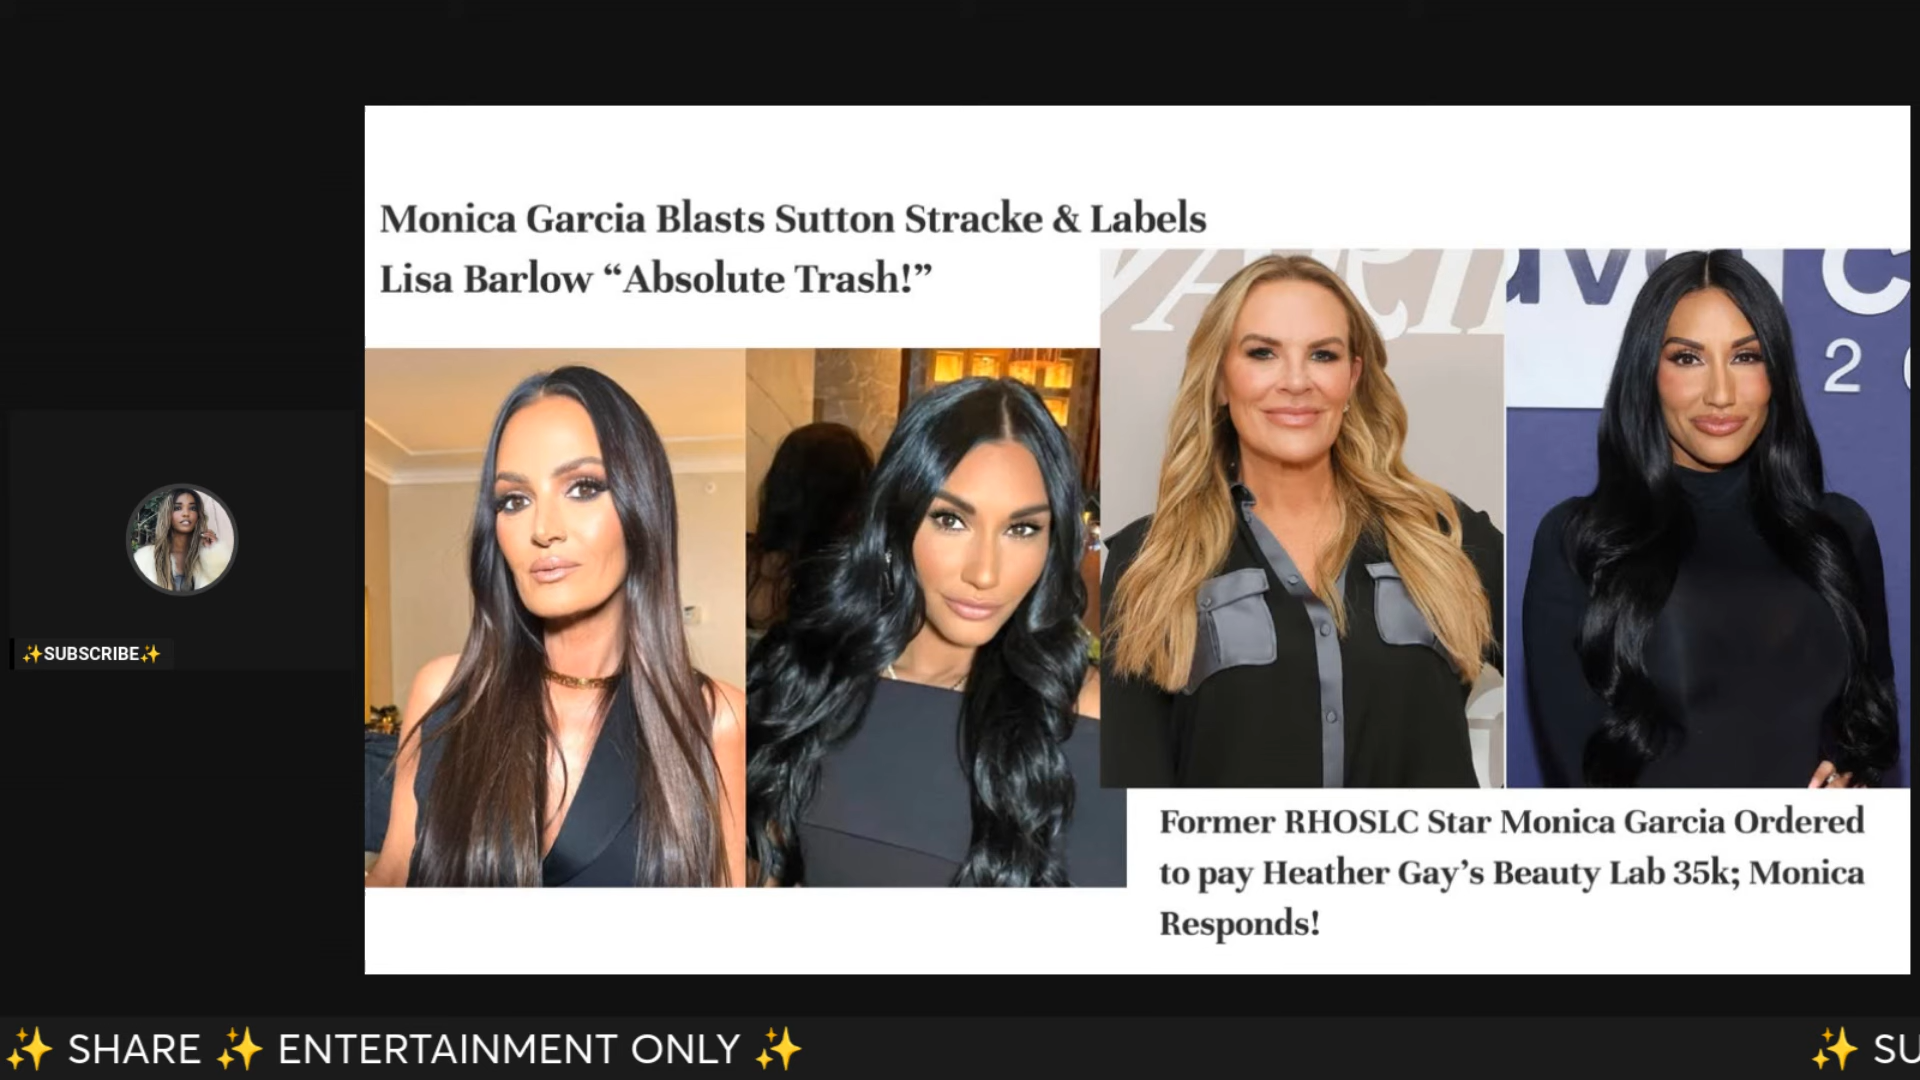 Monica Garcia Blasts Sutton Stracke & Labels
Lisa Barlow “Absolute Trash!”
2
✨SUBSCRIBE✨
Former RHOSLC Star Monica Garcia Ordered
to pay Heather Gay’s Beauty Lab 35k; Monica
Responds!
✨ SHARE ✨ ENTERTAINMENT ONLY ✨ ✨ SU